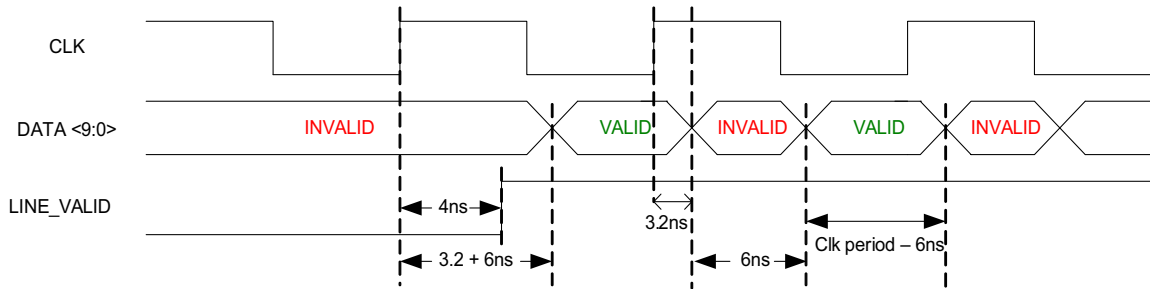 CLK
DATA <9:0>
INVALID
VALID
INVALID
VALID
INVALID
LINE_VALID
4ns
3.2ns
3.2 + 6ns
6ns
Clk period – 6ns